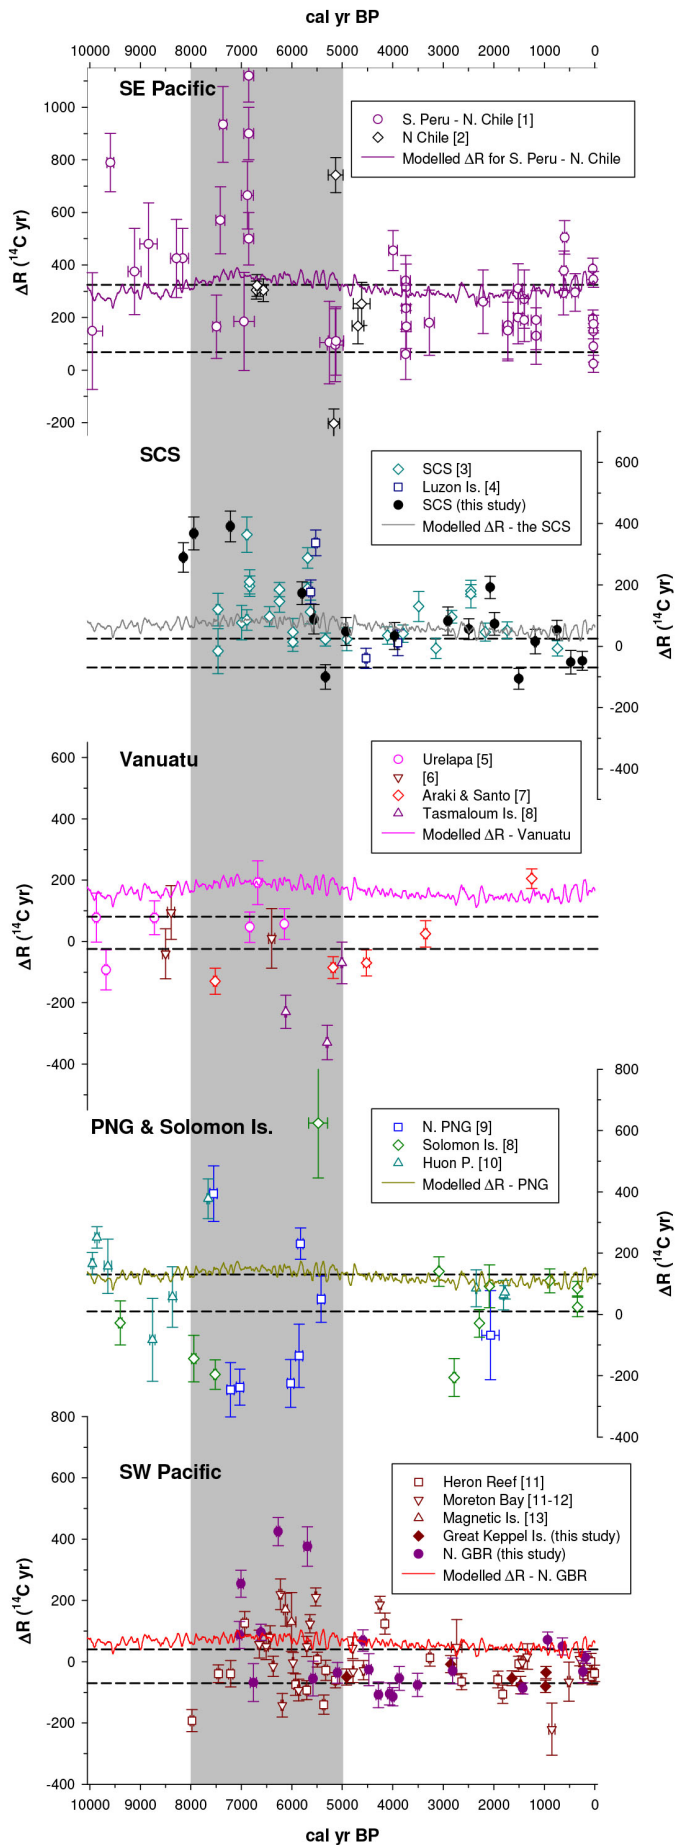 cal yr BP
10000 9000 8000 7000 6000 5000 4000 3000 2000 1000 0
SE Pacific
S. Peru - N. Chile [1]
N Chile [2]
Modelled ΔR for S. Peru - N. Chile
1000
800
600
400
200
0
-200
ΔR (¹⁴C yr)
SCS
SCS [3]
Luzon Is. [4]
SCS (this study)
Modelled ΔR - the SCS
600
400
200
0
-200
-400
ΔR (¹⁴C yr)
Vanuatu
Urelapa [5]
[6]
Araki & Santo [7]
Tasmaloum Is. [8]
Modelled ΔR - Vanuatu
600
400
200
0
-200
-400
ΔR (¹⁴C yr)
PNG & Solomon Is.
N. PNG [9]
Solomon Is. [8]
Huon P. [10]
Modelled ΔR - PNG
800
600
400
200
0
-200
-400
ΔR (¹⁴C yr)
SW Pacific
Heron Reef [11]
Moreton Bay [11-12]
Magnetic Is. [13]
Great Keppel Is. (this study)
N. GBR (this study)
Modelled ΔR - N. GBR
800
600
400
200
0
-200
-400
ΔR (¹⁴C yr)
10000 9000 8000 7000 6000 5000 4000 3000 2000 1000 0
cal yr BP